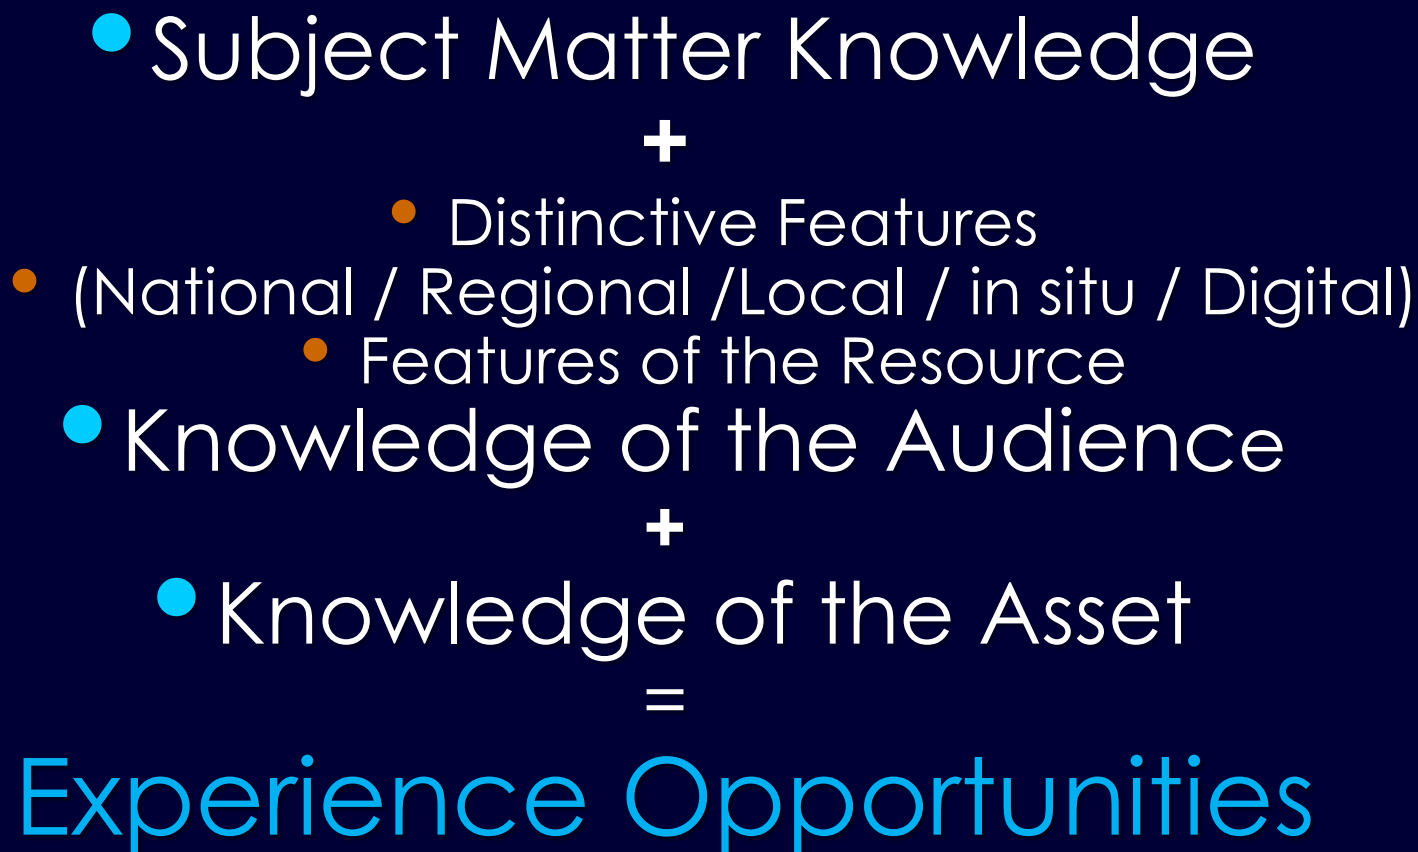 • Subject Matter Knowledge
+
• Distinctive Features
• (National / Regional /Local / in situ / Digital)
• Features of the Resource
• Knowledge of the Audience
+
• Knowledge of the Asset
=
Experience Opportunities